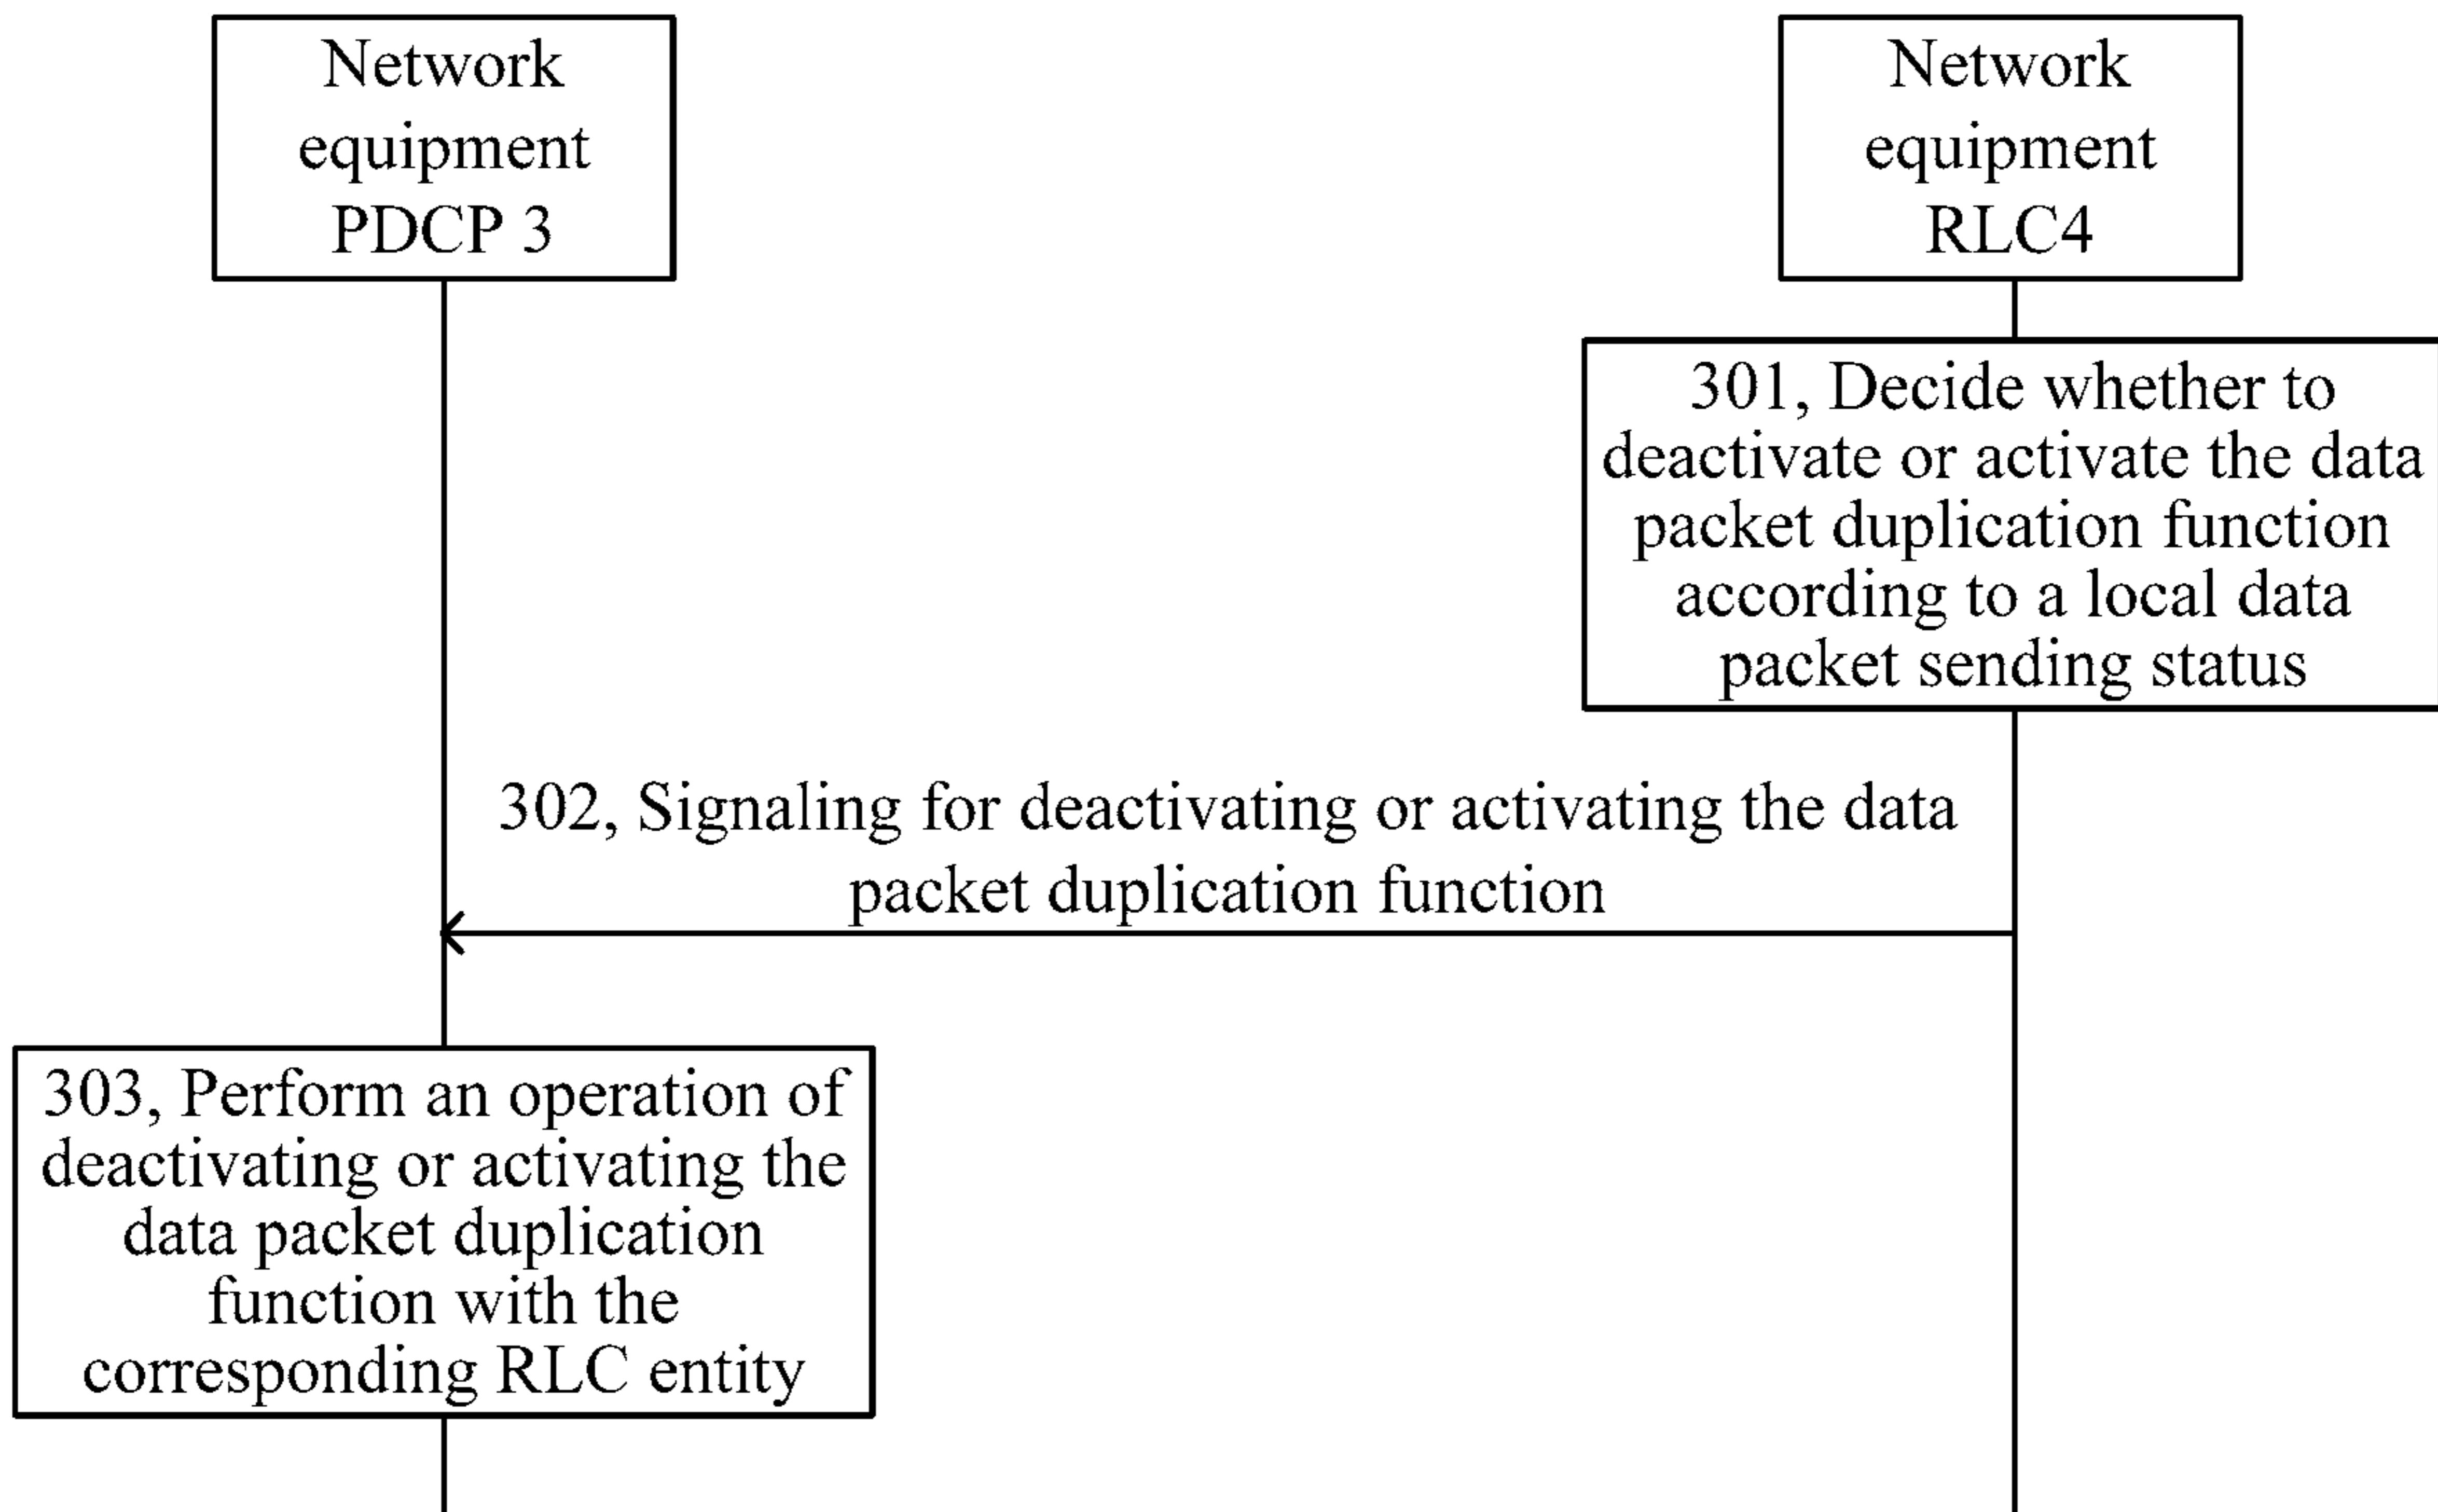 Network
equipment
PDCP 3
Network
equipment
RLC4
301, Decide whether to
deactivate or activate the data
packet duplication function
according to a local data
packet sending status
302, Signaling for deactivating or activating the data
packet duplication function
303, Perform an operation of
deactivating or activating the
data packet duplication
function with the
corresponding RLC entity